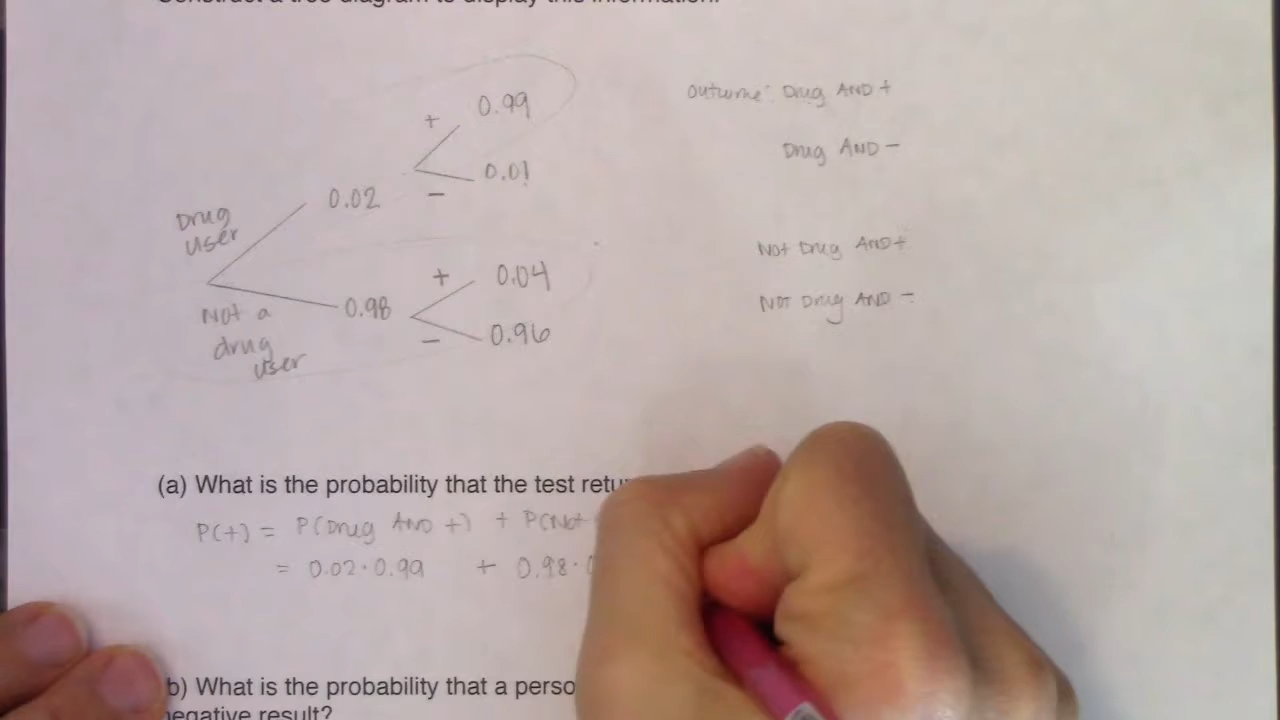 Construct a tree diagram to display this information.
+ 0.99
outcome: Drug AND +
- 0.01
Drug AND -
Drug user 0.02
Not Drug AND +
+ 0.04
Not a drug user 0.98
Not Drug AND -
- 0.96
(a) What is the probability that the test
P(+) = P(Drug AND +) + P(Not
= 0.02·0.99 + 0.98·
b) What is the probability that a
negative result?